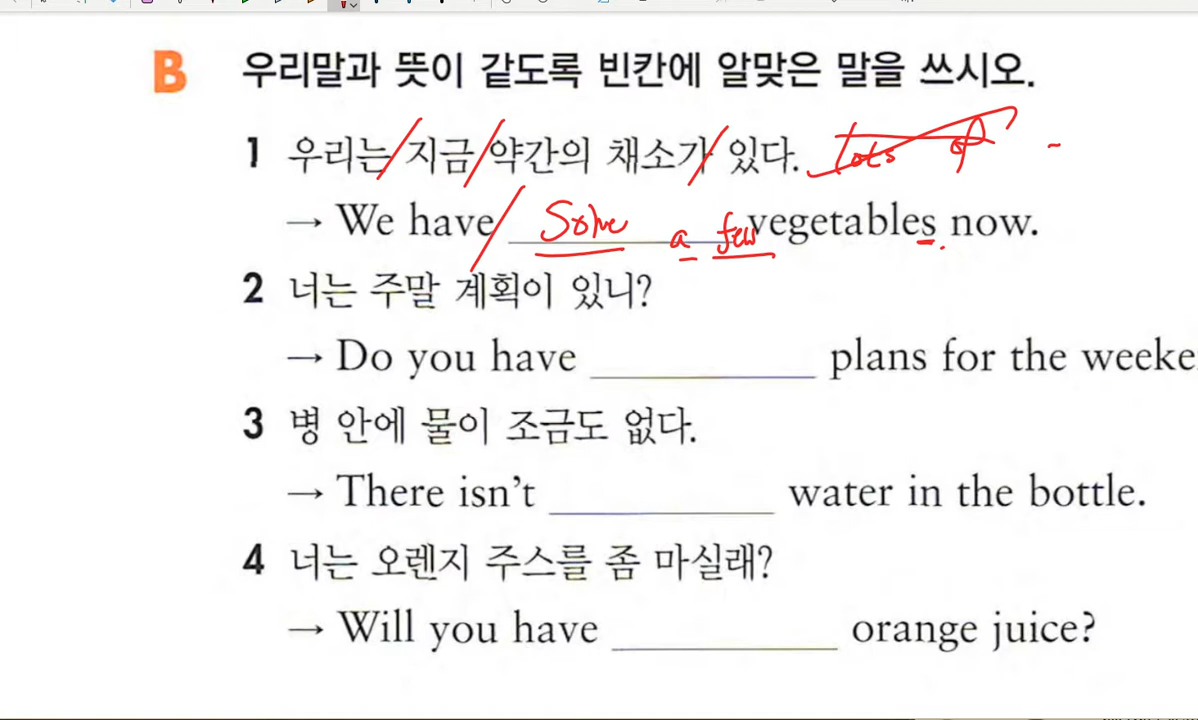 B 우리말과 뜻이 같도록 빈칸에 알맞은 말을 쓰시오.
1 우리는 지금 약간의 채소가 있다. lots of
→ We have some a few vegetables now.
2 너는 주말 계획이 있니?
→ Do you have plans for the weeke
3 병 안에 물이 조금도 없다.
→ There isn't water in the bottle.
4 너는 오렌지 주스를 좀 마실래?
→ Will you have orange juice?